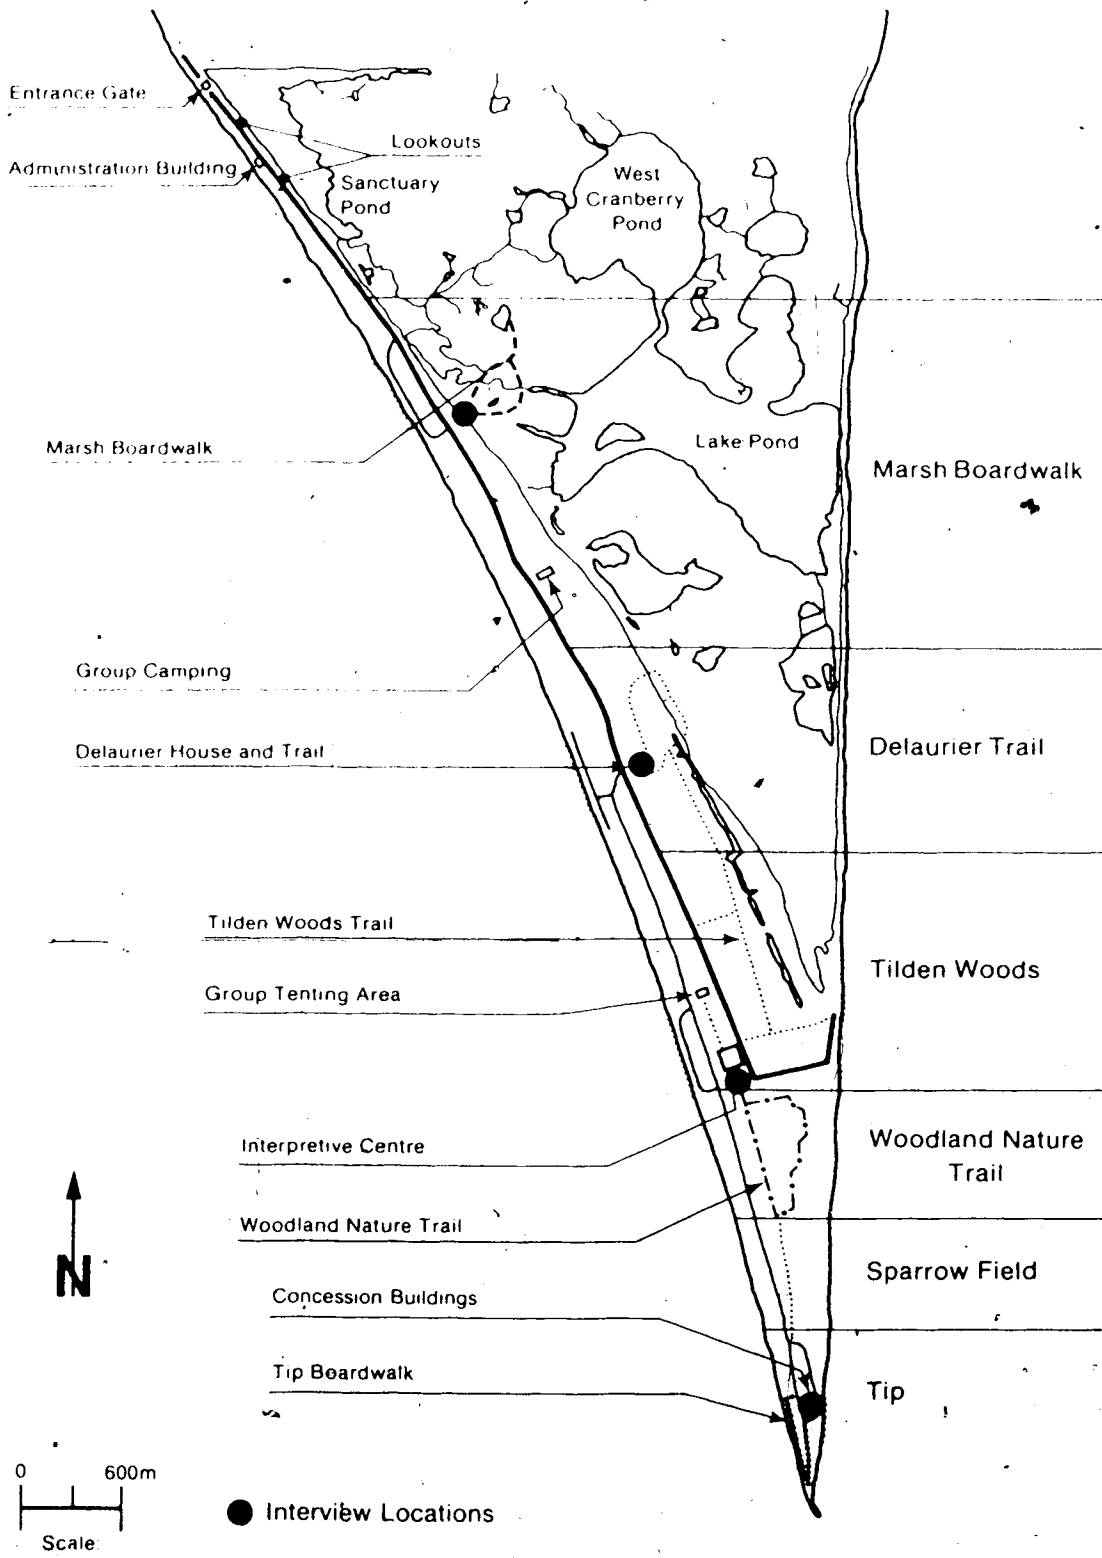 Entrance Gate
Lookouts
Administration Building
Sanctuary
Pond
West
Cranberry
Pond
Marsh Boardwalk
Lake Pond
Marsh Boardwalk
Group Camping
Delaurier House and Trail
Delaurier Trail
Tilden Woods Trail
Tilden Woods
Group Tenting Area
Interpretive Centre
Woodland Nature
Trail
Woodland Nature Trail
N
Sparrow Field
Concession Buildings
Tip Boardwalk
Tip
0 600m
Scale:
Interview Locations